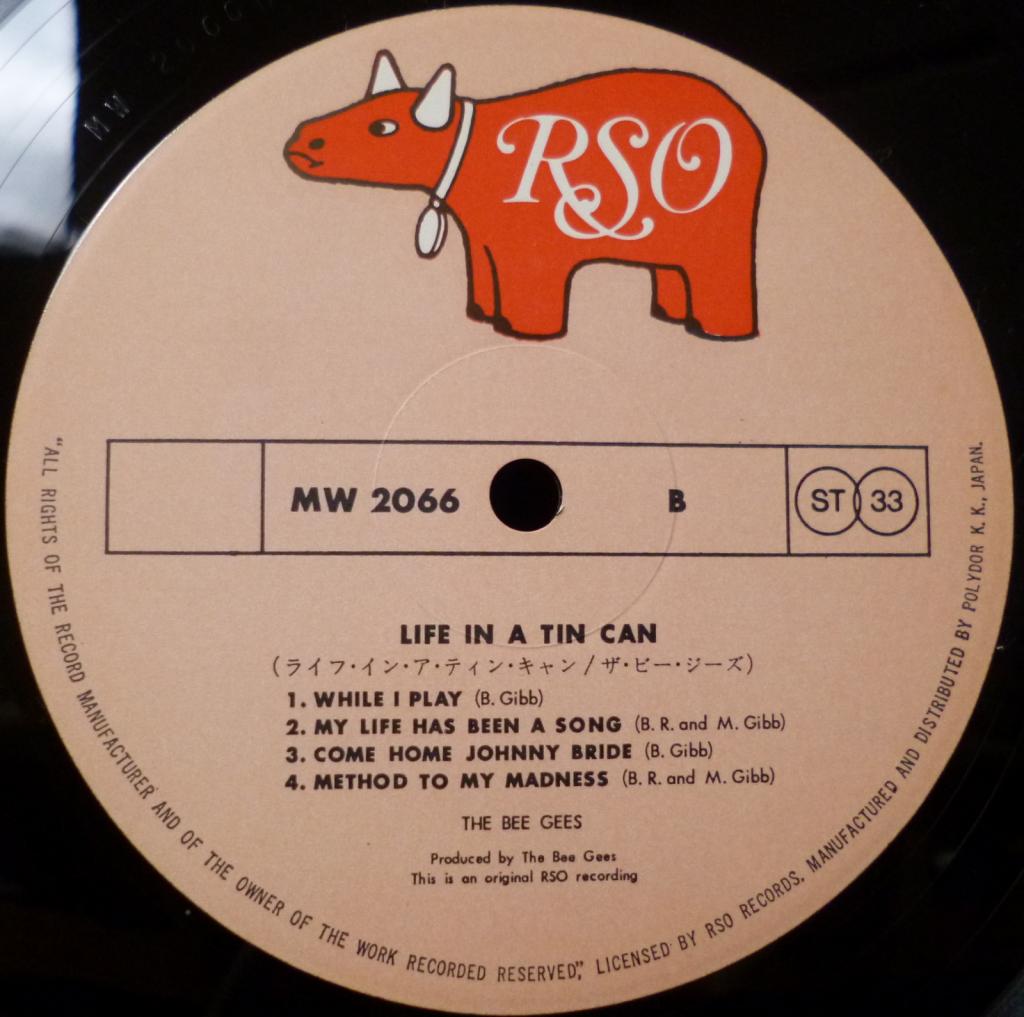 RSO
MW 2066 B ST 33
LIFE IN A TIN CAN
(ライフ・イン・ア・ティン・キャン/ザ・ビー・ジーズ)
1. WHILE I PLAY (B. Gibb)
2. MY LIFE HAS BEEN A SONG (B. R. and M. Gibb)
3. COME HOME JOHNNY BRIDE (B. Gibb)
4. METHOD TO MY MADNESS (B. R. and M. Gibb)
THE BEE GEES
Produced by The Bee Gees
This is an original RSO recording
"ALL RIGHTS OF THE RECORD MANUFACTURER AND OF THE OWNER OF THE WORK RECORDED RESERVED", LICENSED BY RSO RECORDS. MANUFACTURED AND DISTRIBUTED BY POLYDOR K. K., JAPAN.